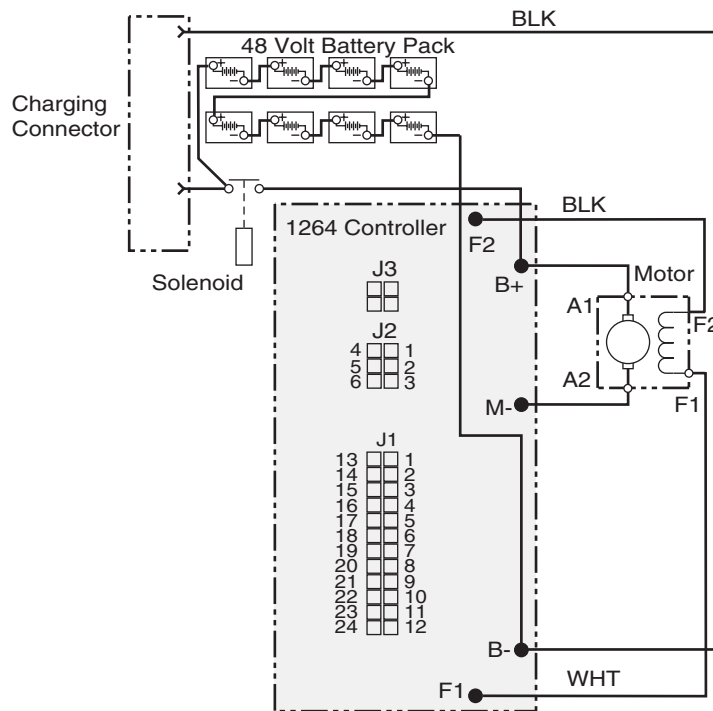 BLK
48 Volt Battery Pack
+ - + - + - + -
Charging
Connector
+ - + - + - + -
BLK
1264 Controller
F2
Solenoid
J3
B+
Motor
A1
F2
J2
4 1
5 2
6 3
A2
M-
F1
J1
13 1
14 2
15 3
16 4
17 5
18 6
19 7
20 8
21 9
22 10
23 11
24 12
B-
WHT
F1